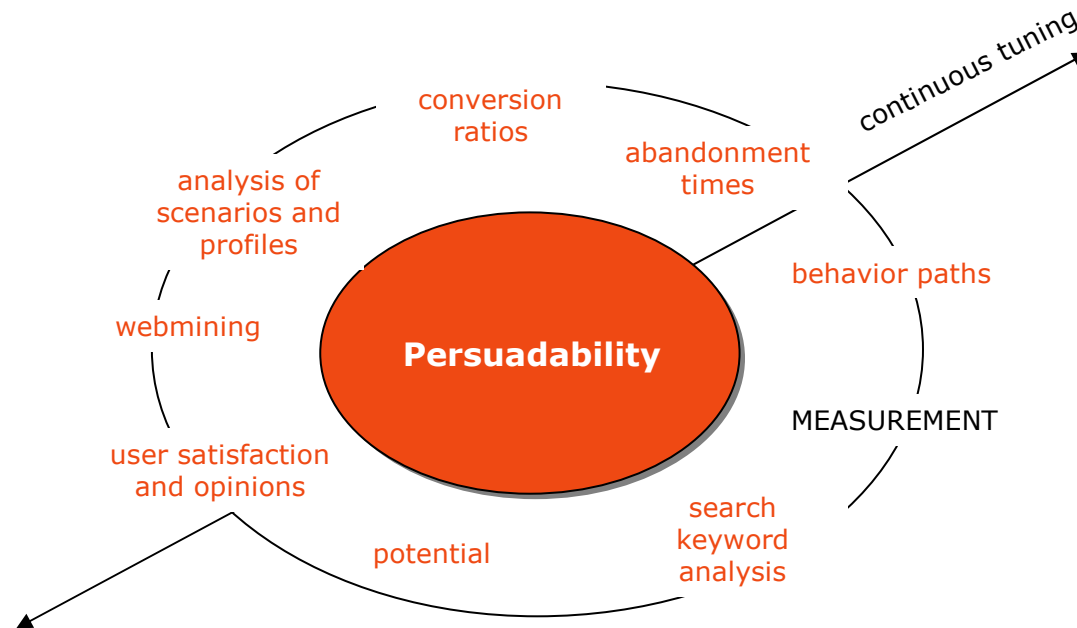 continuous tuning
conversion
ratios
abandonment
times
analysis of
scenarios and
profiles
behavior paths
webmining
Persuadability
MEASUREMENT
user satisfaction
and opinions
search
keyword
analysis
potential